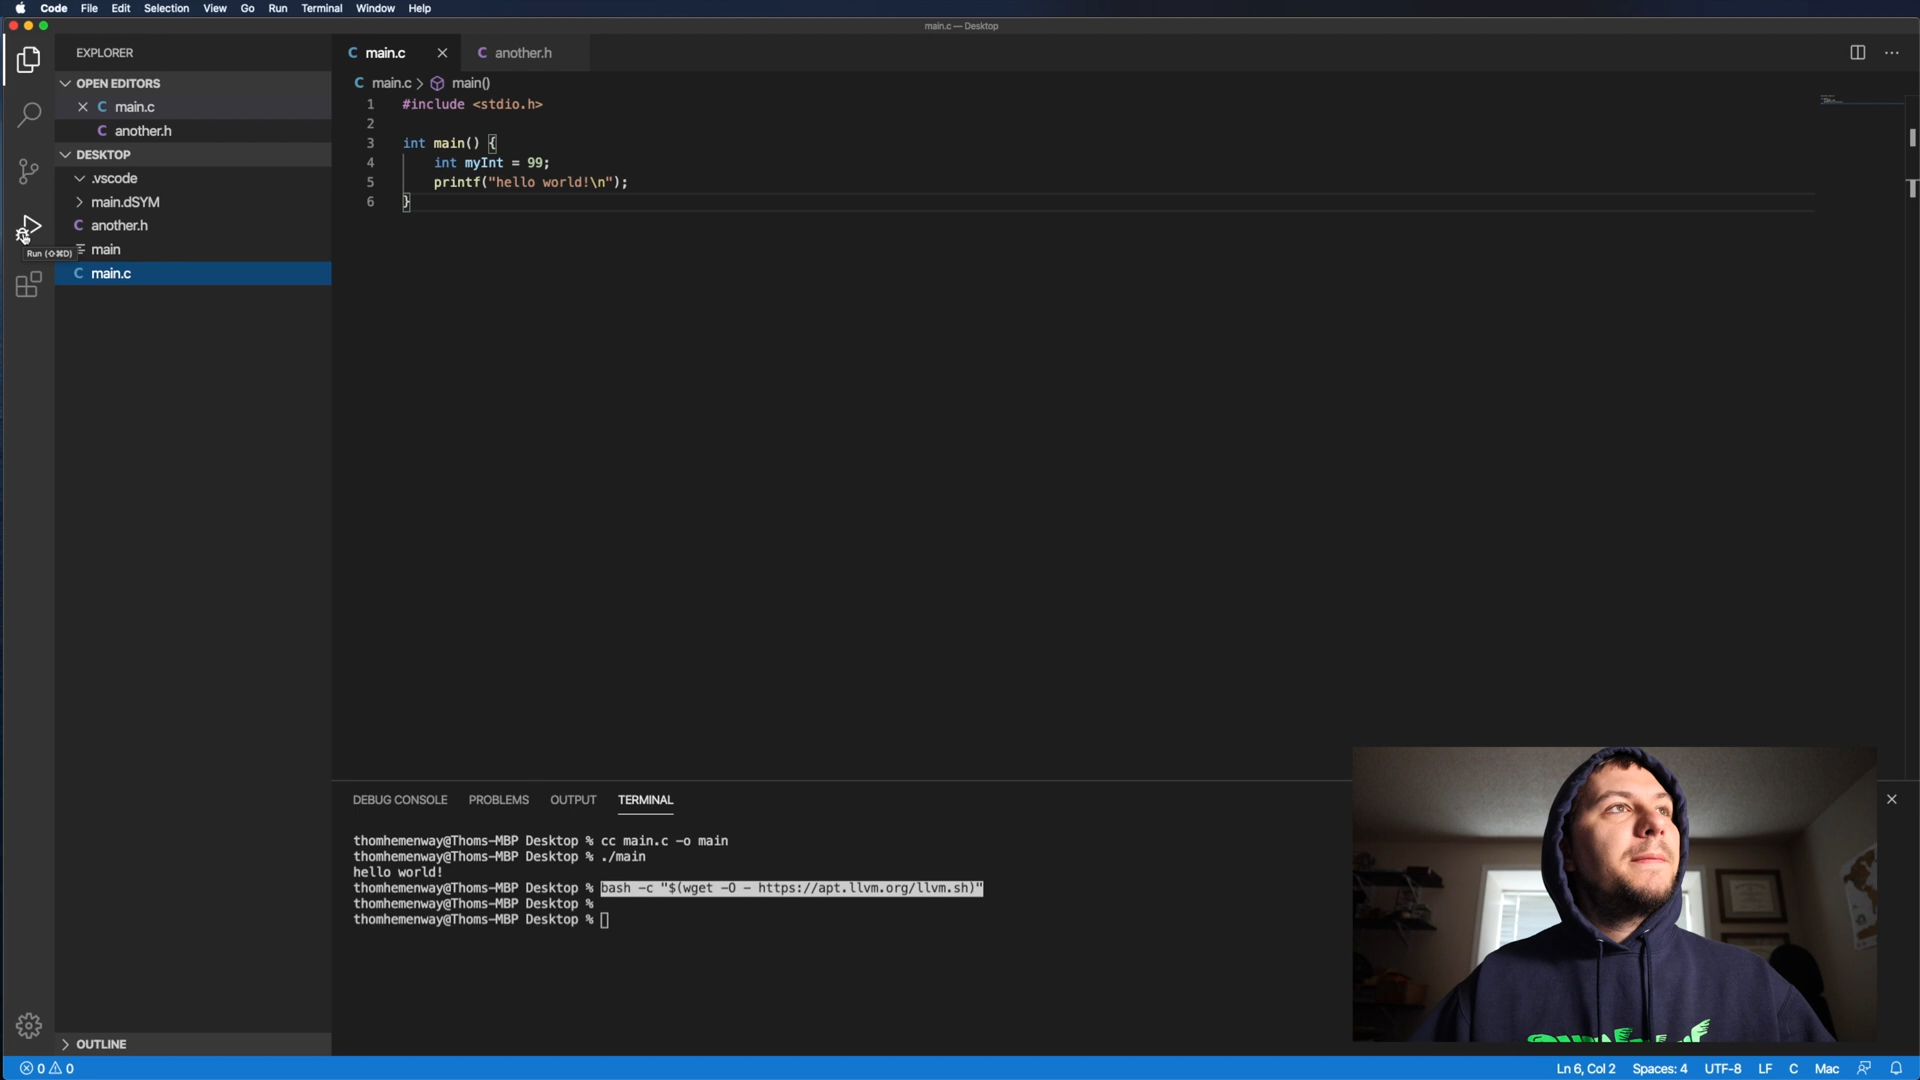 Code File Edit Selection View Go Run Terminal Window Help
main.c — Desktop
EXPLORER
OPEN EDITORS
C main.c
C another.h
DESKTOP
.vscode
main.dSYM
C another.h
main
C main.c
Run (⇧⌘D)
OUTLINE
C main.c
C another.h
C main.c > main()
1 #include <stdio.h>
2
3 int main() {
4 int myInt = 99;
5 printf("hello world!\n");
6 }
DEBUG CONSOLE PROBLEMS OUTPUT TERMINAL
thomhemenway@Thoms-MBP Desktop % cc main.c -o main
thomhemenway@Thoms-MBP Desktop % ./main
hello world!
thomhemenway@Thoms-MBP Desktop % bash -c "$(wget -O - https://apt.llvm.org/llvm.sh)"
thomhemenway@Thoms-MBP Desktop %
thomhemenway@Thoms-MBP Desktop %
0 0
Ln 6, Col 2 Spaces: 4 UTF-8 LF C Mac